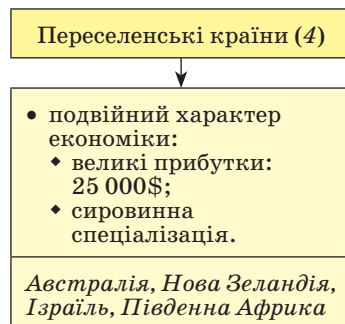 Переселенські країни (4)
• подвійний характер
економіки:
◆ великі прибутки:
25 000$;
◆ сировинна
спеціалізація.
Австралія, Нова Зеландія,
Ізраїль, Південна Африка